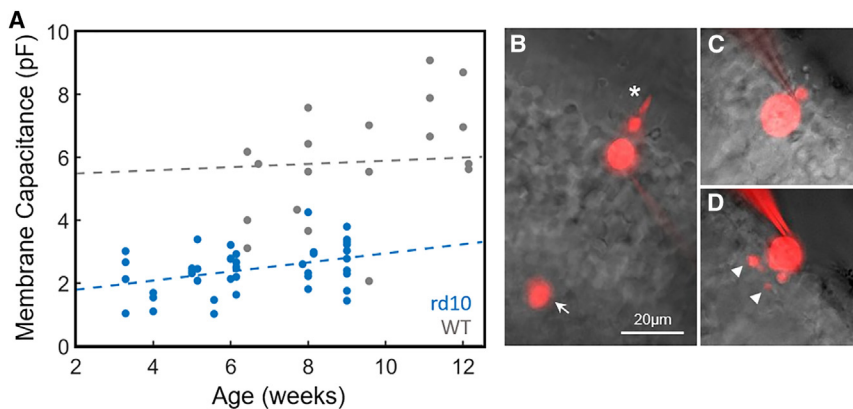 A
Membrane Capacitance (pF)
10
8
6
4
2
0
rd10
WT
2 4 6 8 10 12
Age (weeks)
B
*
20µm
C
D